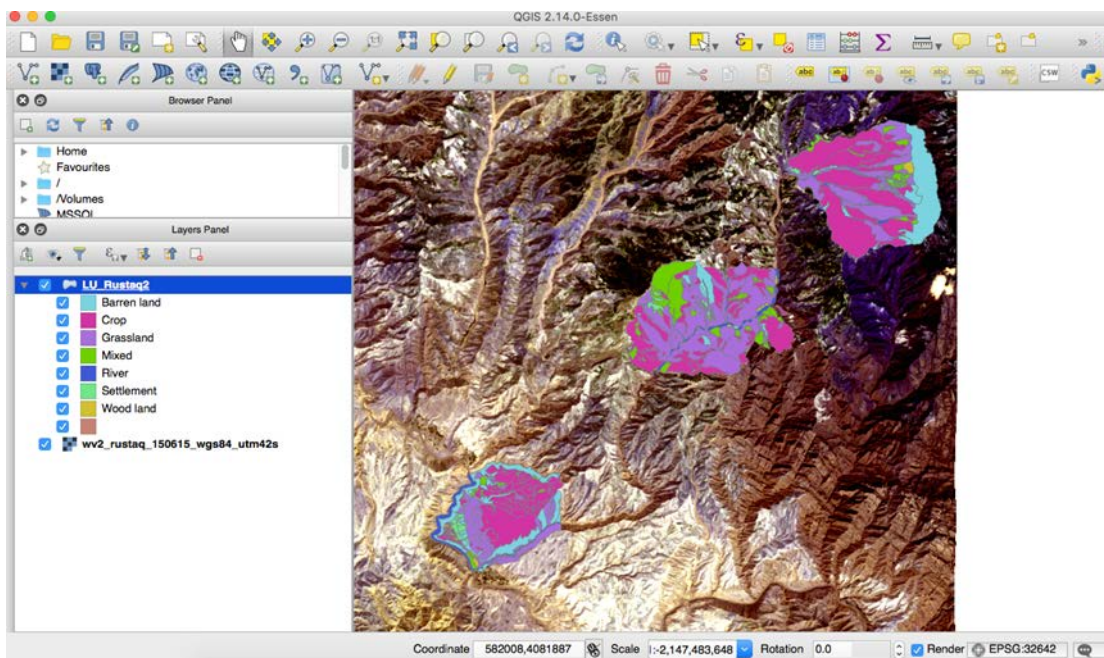 QGIS 2.14.0-Essen
Browser Panel
Home
Favourites
/
/Volumes
MSSQL
Layers Panel
LU_Rustaq2
Barren land
Crop
Grassland
Mixed
River
Settlement
Wood land
wv2_rustaq_150615_wgs84_utm42s
Coordinate 582008,4081887 Scale :-2,147,483,648 Rotation 0.0 Render EPSG:32642